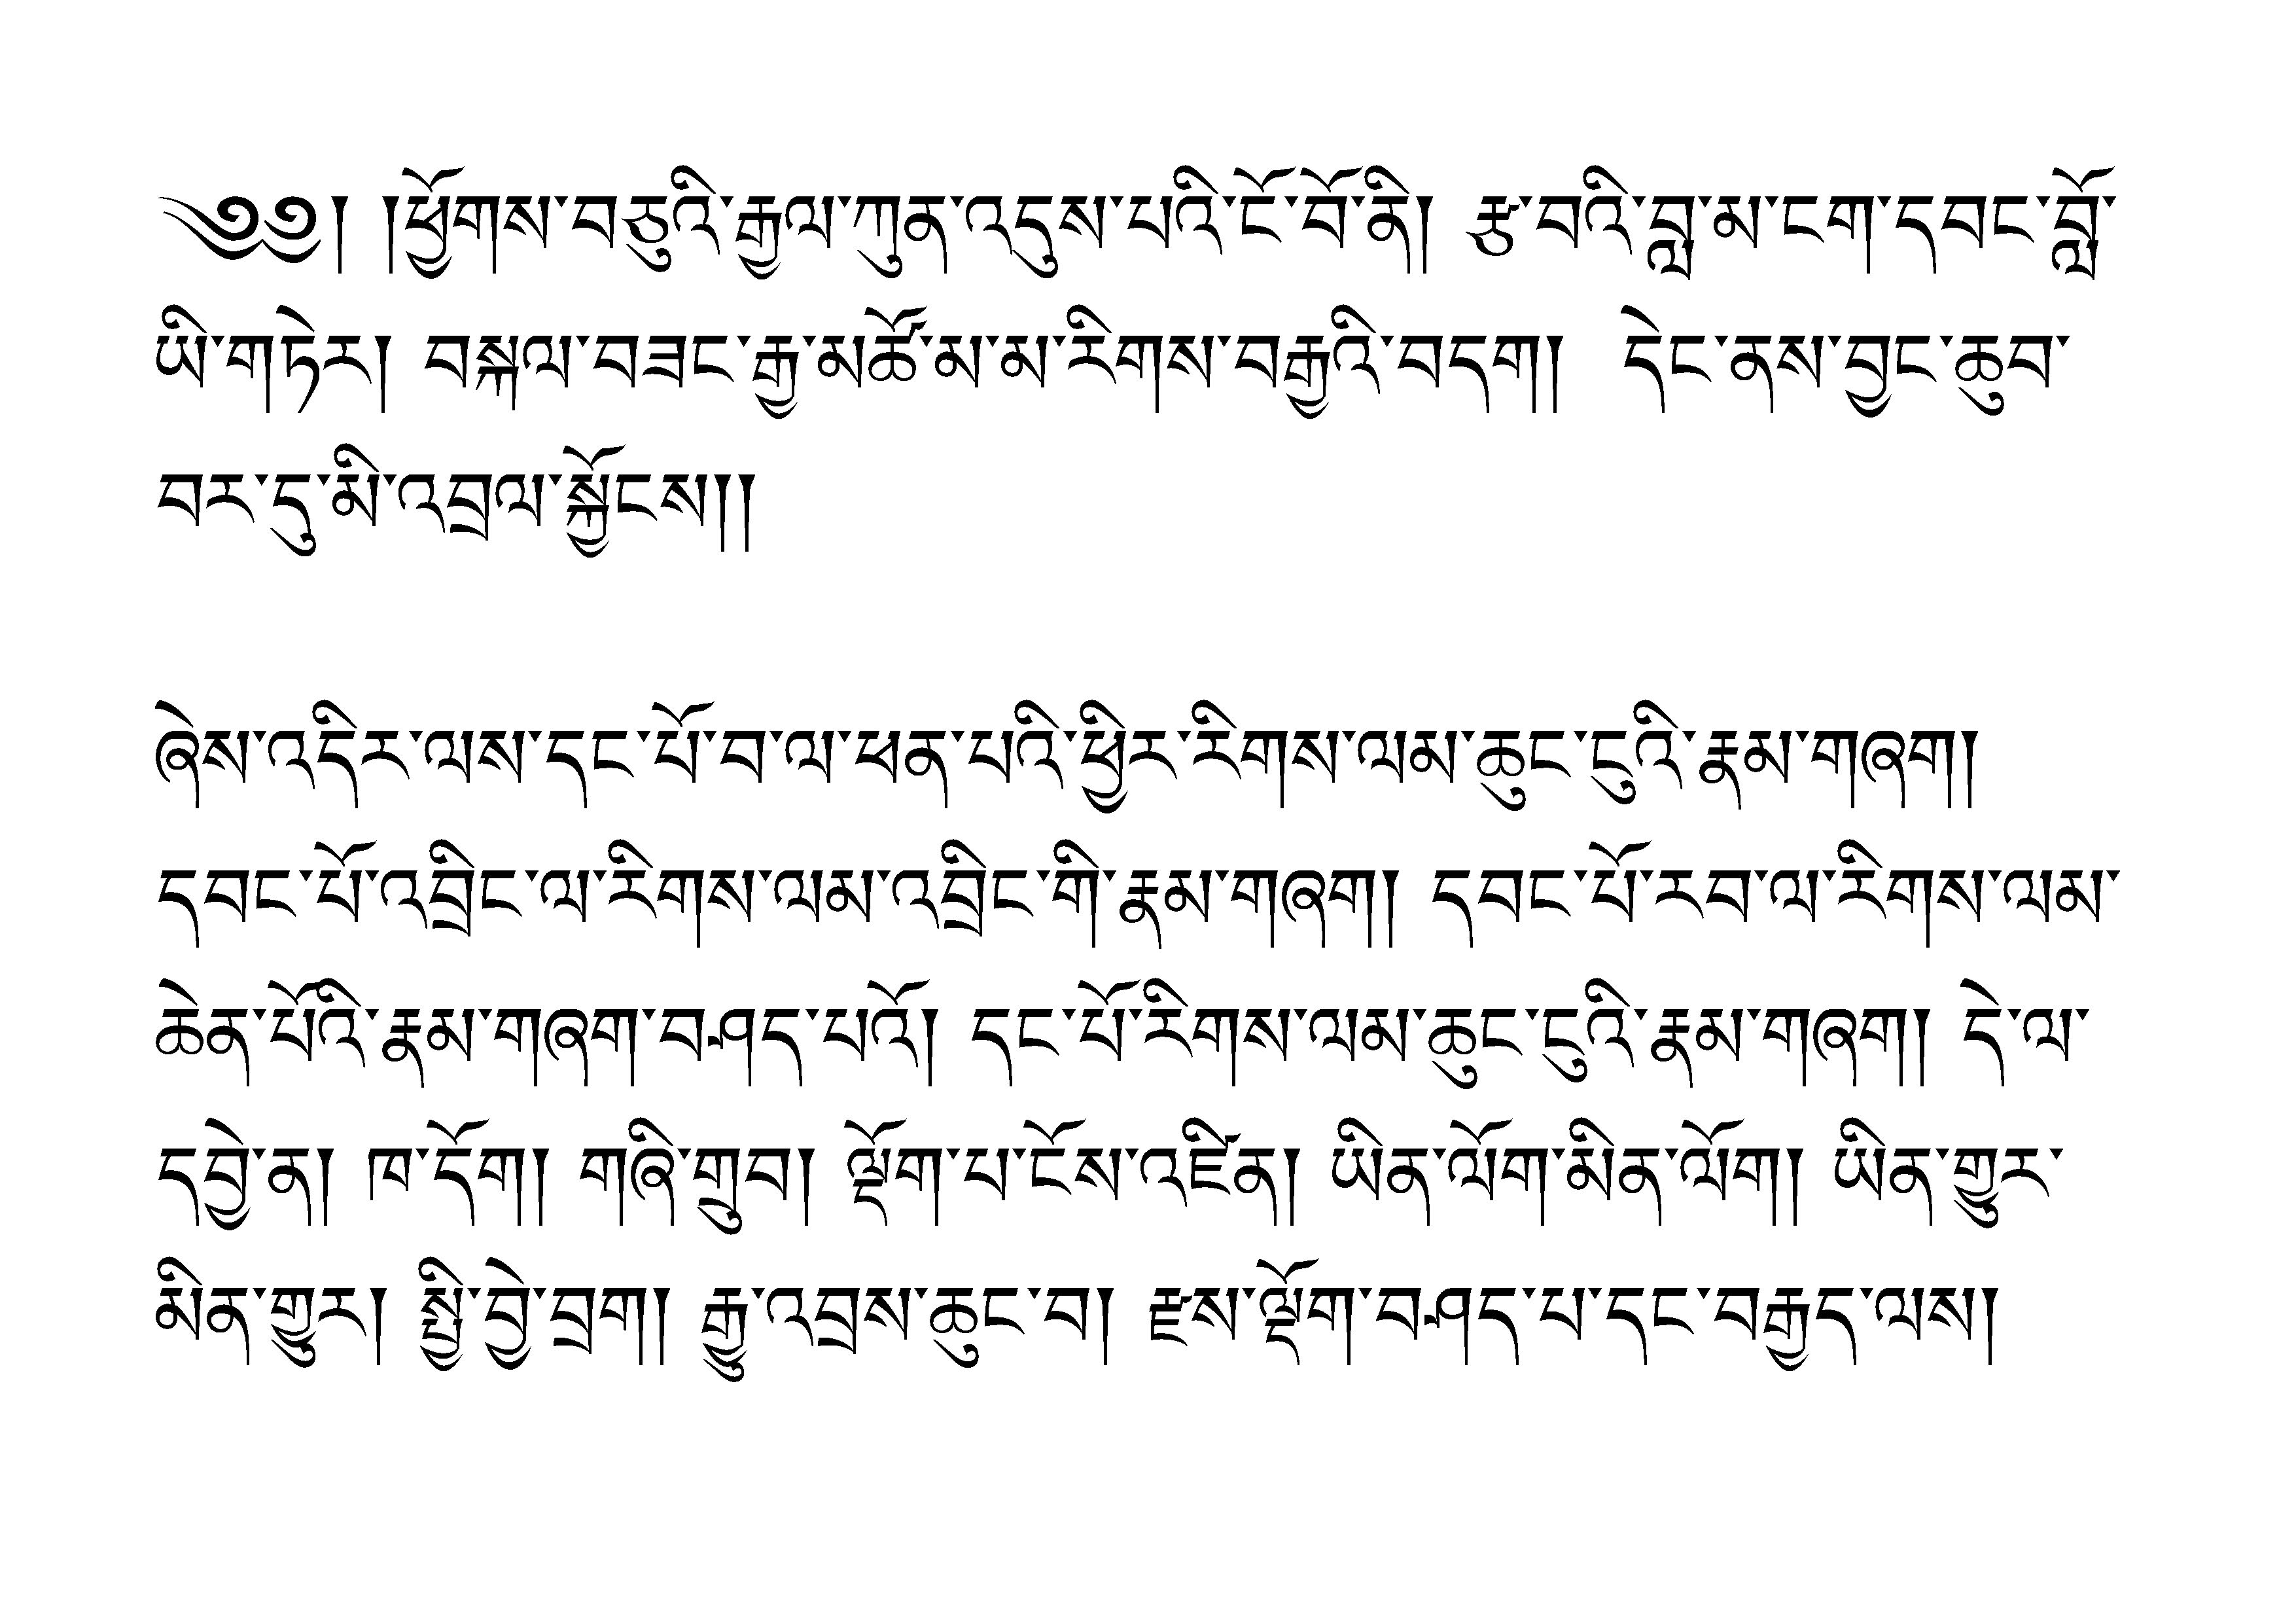 ༄༅། །ཕྱོགས་བཅུའི་རྒྱལ་ཀུན་འདུས་པའི་ངོ་བོ་ནི། རྩ་བའི་བླ་མ་ངག་དབང་བློ་
ཡི་གཏེར། བསྐལ་བཟང་རྒྱ་མཚོ་མ་མ་རིགས་བརྒྱའི་བདག།  དེང་ནས་བྱང་ཆུབ་
བར་དུ་མི་འབྲལ་སྐྱོངས།།
ཞེས་འདིར་ལས་དང་པོ་བ་ལ་ཕན་པའི་ཕྱིར་རིགས་ལམ་ཆུང་ངུའི་རྣམ་གཞག།
དབང་པོ་འབྲིང་ལ་རིགས་ལམ་འབྲིང་གི་རྣམ་གཞག། དབང་པོ་རབ་ལ་རིགས་ལམ་
ཆེན་པོའི་རྣམ་གཞག་བཤད་པའོ། དང་པོ་རིགས་ལམ་ཆུང་ངུའི་རྣམ་གཞག། དེ་ལ་
དབྱེ་ན། ཁ་དོག། གཞི་གྲུབ། ལྡོག་པ་ངོས་འཛིན། ཡིན་ལོག་མིན་ལོག། ཡིན་གྱུར་
མིན་གྱུར། སྤྱི་བྱེ་བྲག། རྒྱུ་འབྲས་ཆུང་བ། རྫས་ལྡོག་བཤད་པ་དང་བརྒྱད་ལས།